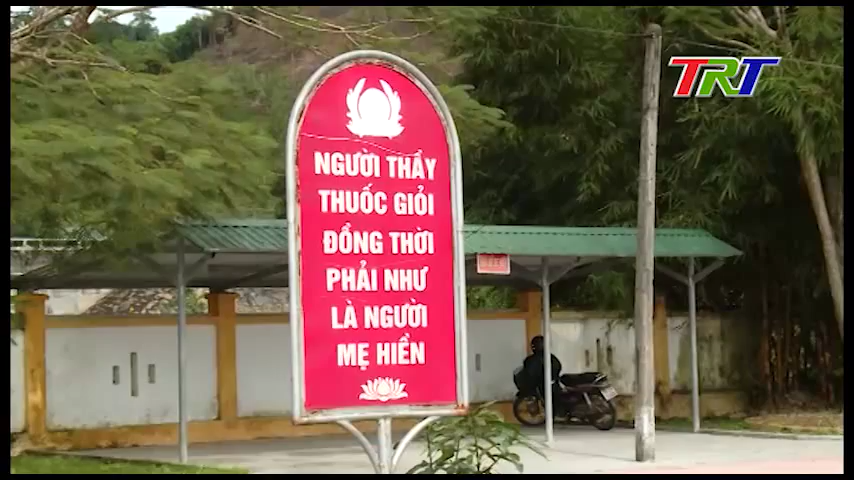 TRT
NGƯỜI THẦY
THUỐC GIỎI
ĐỒNG THỜI
PHẢI NHƯ
LÀ NGƯỜI
MẸ HIỀN